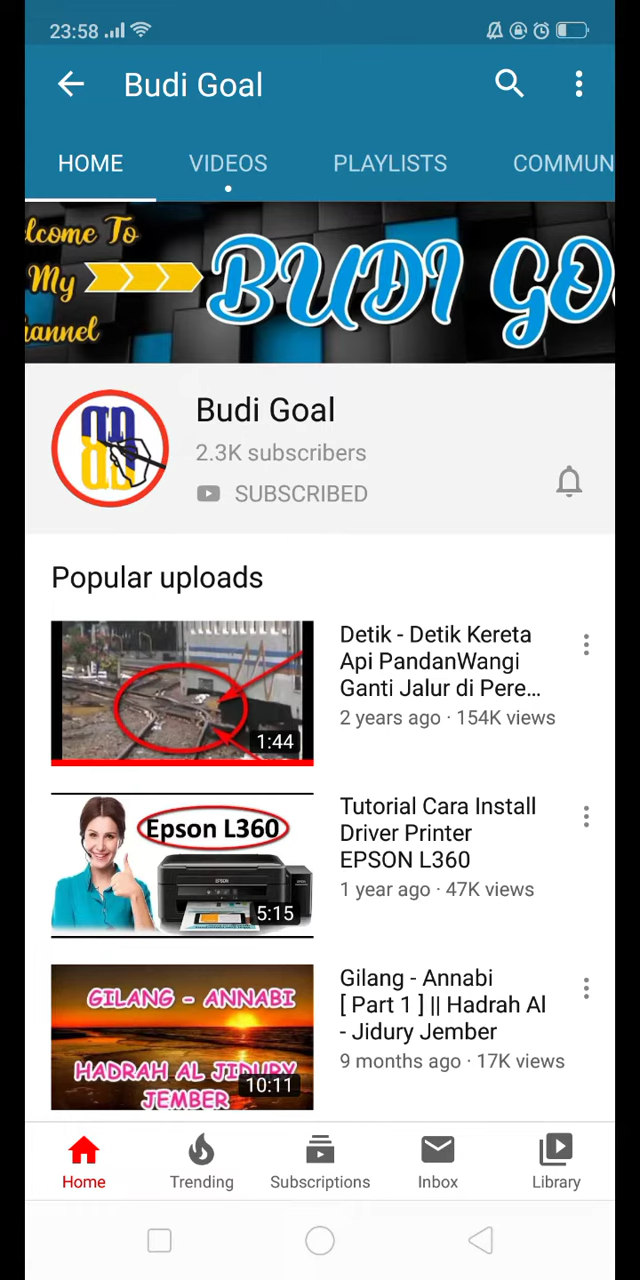 23:58
Budi Goal
HOME VIDEOS PLAYLISTS COMMUN
lcome To
My
hannel
BUDI GO
Budi Goal
2.3K subscribers
SUBSCRIBED
Popular uploads
1:44
Detik - Detik Kereta
Api PandanWangi
Ganti Jalur di Pere...
2 years ago · 154K views
Epson L360
EPSON
5:15
Tutorial Cara Install
Driver Printer
EPSON L360
1 year ago · 47K views
GILANG - ANNABI
HADRAH AL JIDURY
JEMBER
10:11
Gilang - Annabi
[ Part 1 ] || Hadrah Al
- Jidury Jember
9 months ago · 17K views
Home Trending Subscriptions Inbox Library